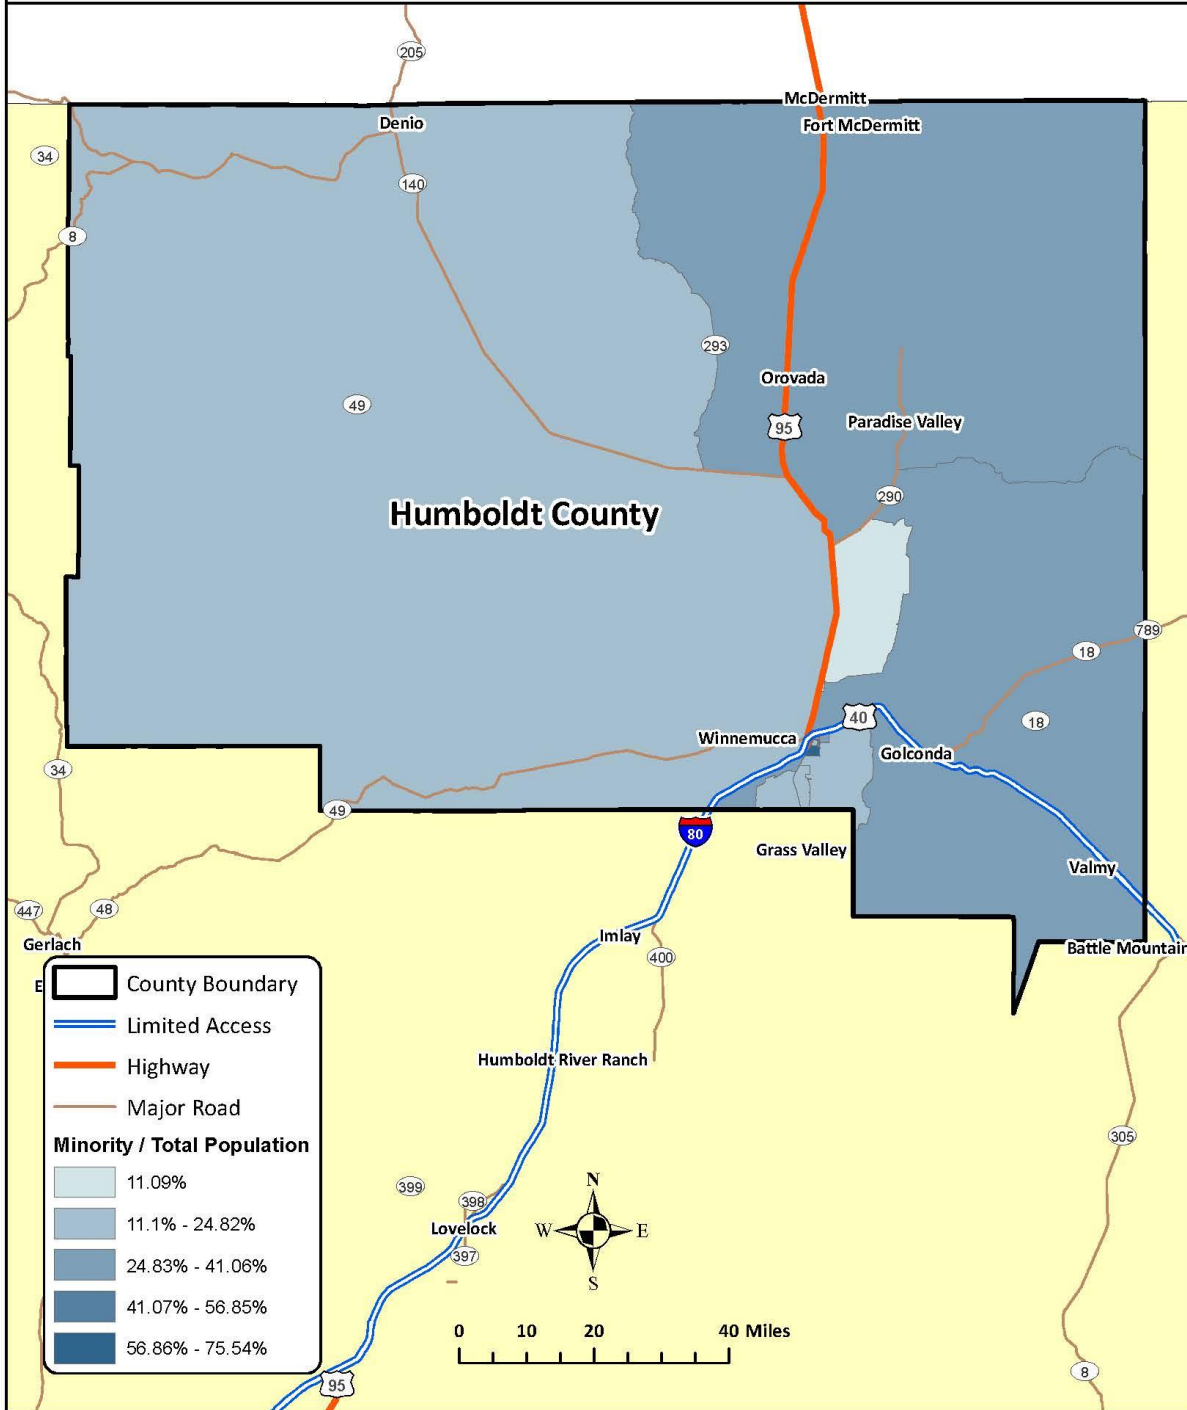 205
McDermitt
Denio
Fort McDermitt
34
140
8
293
Orovada
49
95
Paradise Valley
290
Humboldt County
789
18
40
18
Winnemucca
Golconda
34
49
80
Grass Valley
Valmy
447
48
Gerlach
Imlay
Battle Mountain
400
E
County Boundary
Limited Access
Highway
Humboldt River Ranch
Major Road
Minority / Total Population
11.09%
11.1% - 24.82%
24.83% - 41.06%
41.07% - 56.85%
56.86% - 75.54%
305
399
398
Lovelock
397
N
W
E
S
0 10 20 40 Miles
95
8